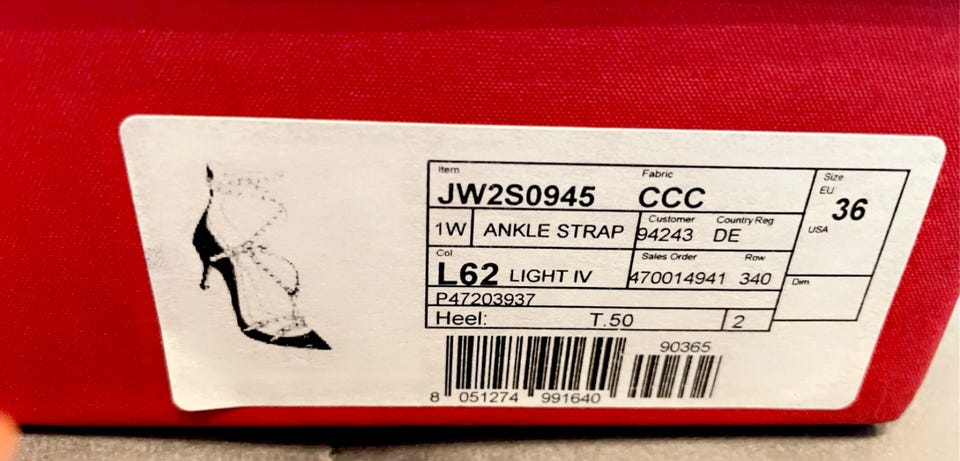 Item Fabric
JW2S0945 CCC
1W ANKLE STRAP
Customer Country Reg
94243 DE
Col
L62 LIGHT IV
Sales Order Row
470014941 340
P47203937
Heel: T.50 2
Size
EU
36
USA
Dim.
90365
8 051274 991640